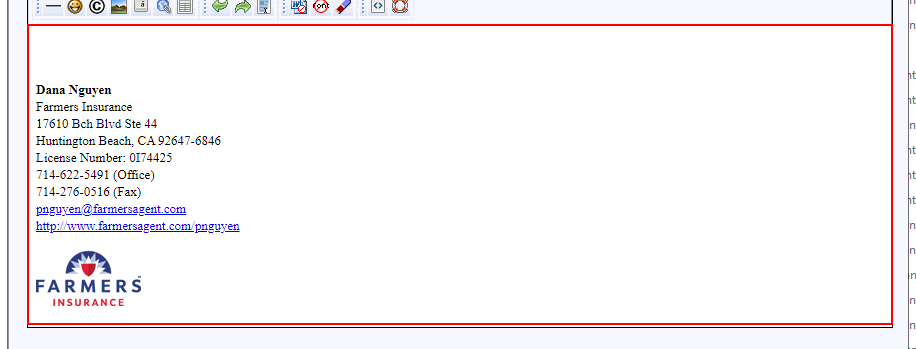 Dana Nguyen
Farmers Insurance
17610 Bch Blvd Ste 44
Huntington Beach, CA 92647-6846
License Number: 0I74425
714-622-5491 (Office)
714-276-0516 (Fax)
pnguyen@farmersagent.com
http://www.farmersagent.com/pnguyen
FARMERS
INSURANCE